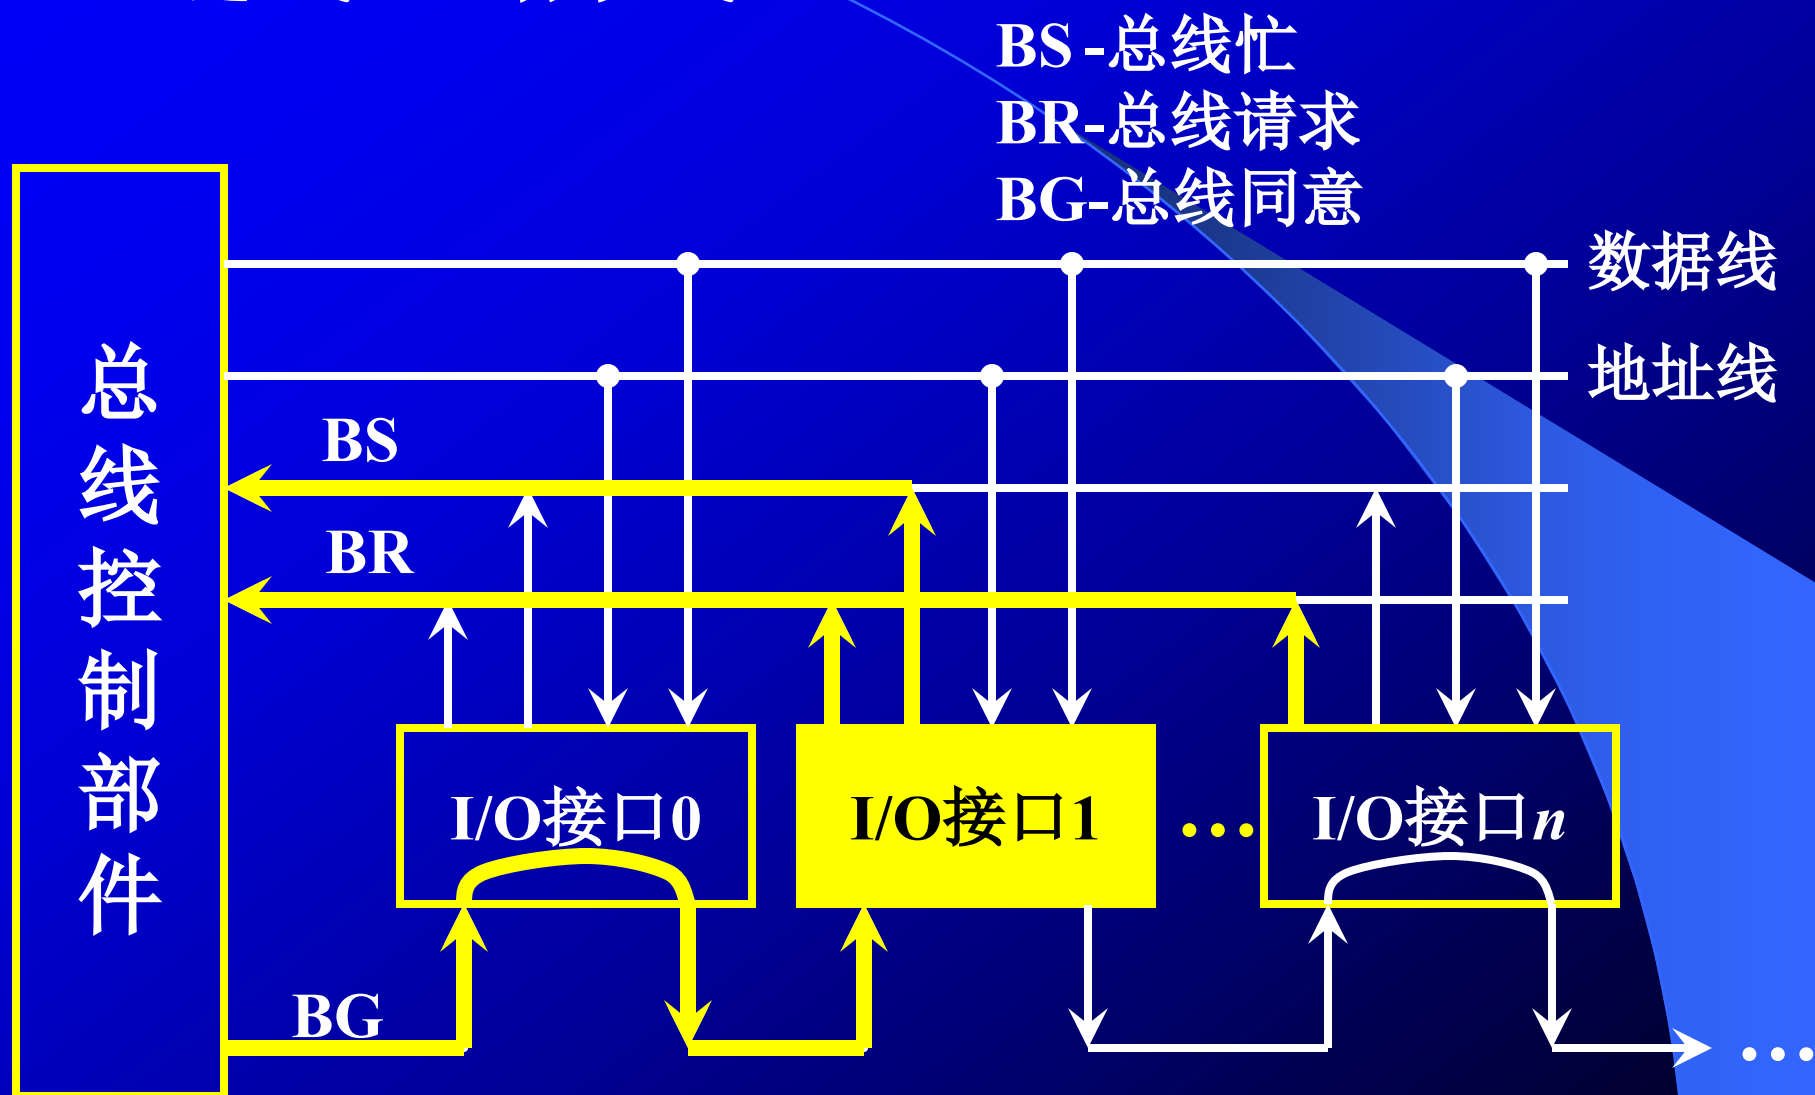 BS -总线忙
BR-总线请求
BG-总线同意
数据线
地址线
总线控制部件
BS
BR
I/O接口0
I/O接口1
…
I/O接口n
BG
…